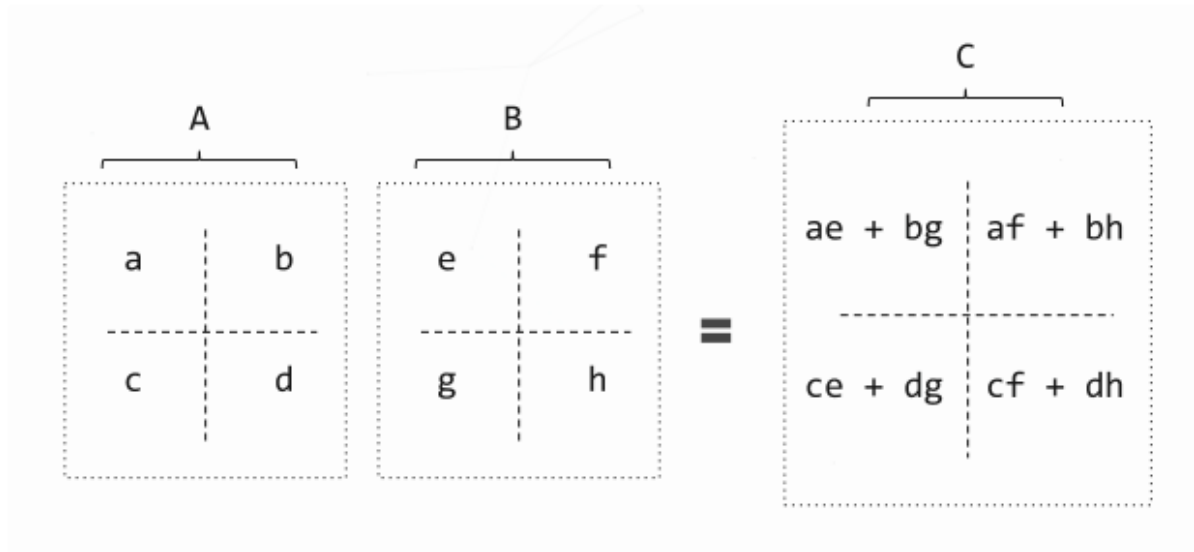 C
A B
a b e f ae + bg af + bh
=
c d g h ce + dg cf + dh